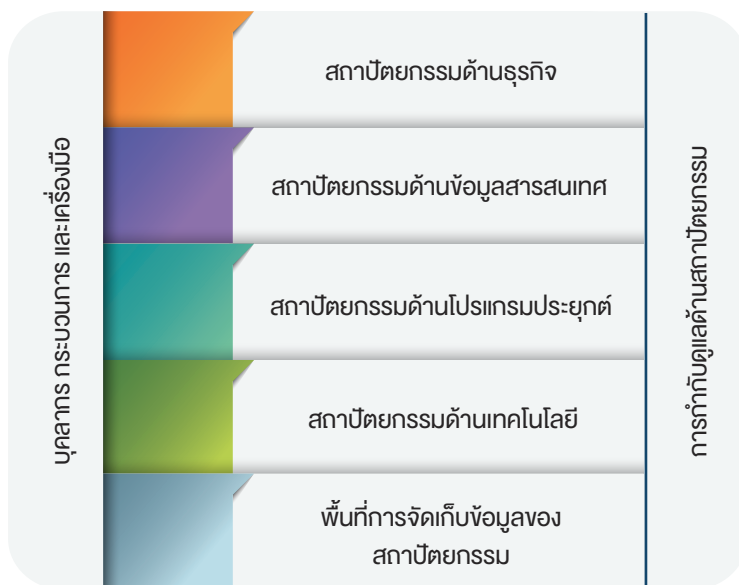 บุคลากร กระบวนการ และเครื่องมือ
สถาปัตยกรรมด้านธุรกิจ
สถาปัตยกรรมด้านข้อมูลสารสนเทศ
สถาปัตยกรรมด้านโปรแกรมประยุกต์
สถาปัตยกรรมด้านเทคโนโลยี
พื้นที่การจัดเก็บข้อมูลของ
สถาปัตยกรรม
การกำกับดูแลด้านสถาปัตยกรรม